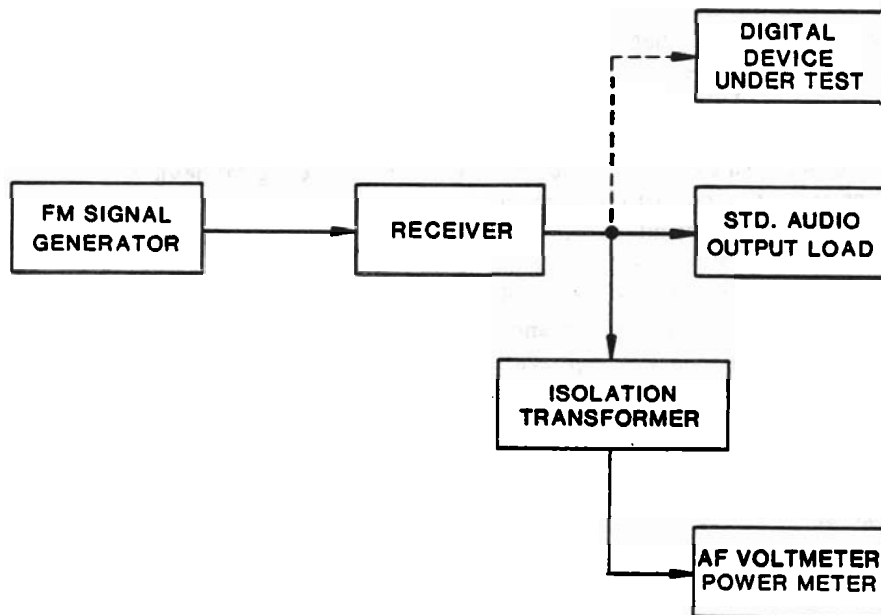 DIGITAL
DEVICE
UNDER TEST
FM SIGNAL
GENERATOR
RECEIVER
STD. AUDIO
OUTPUT LOAD
ISOLATION
TRANSFORMER
AF VOLTMETER
POWER METER